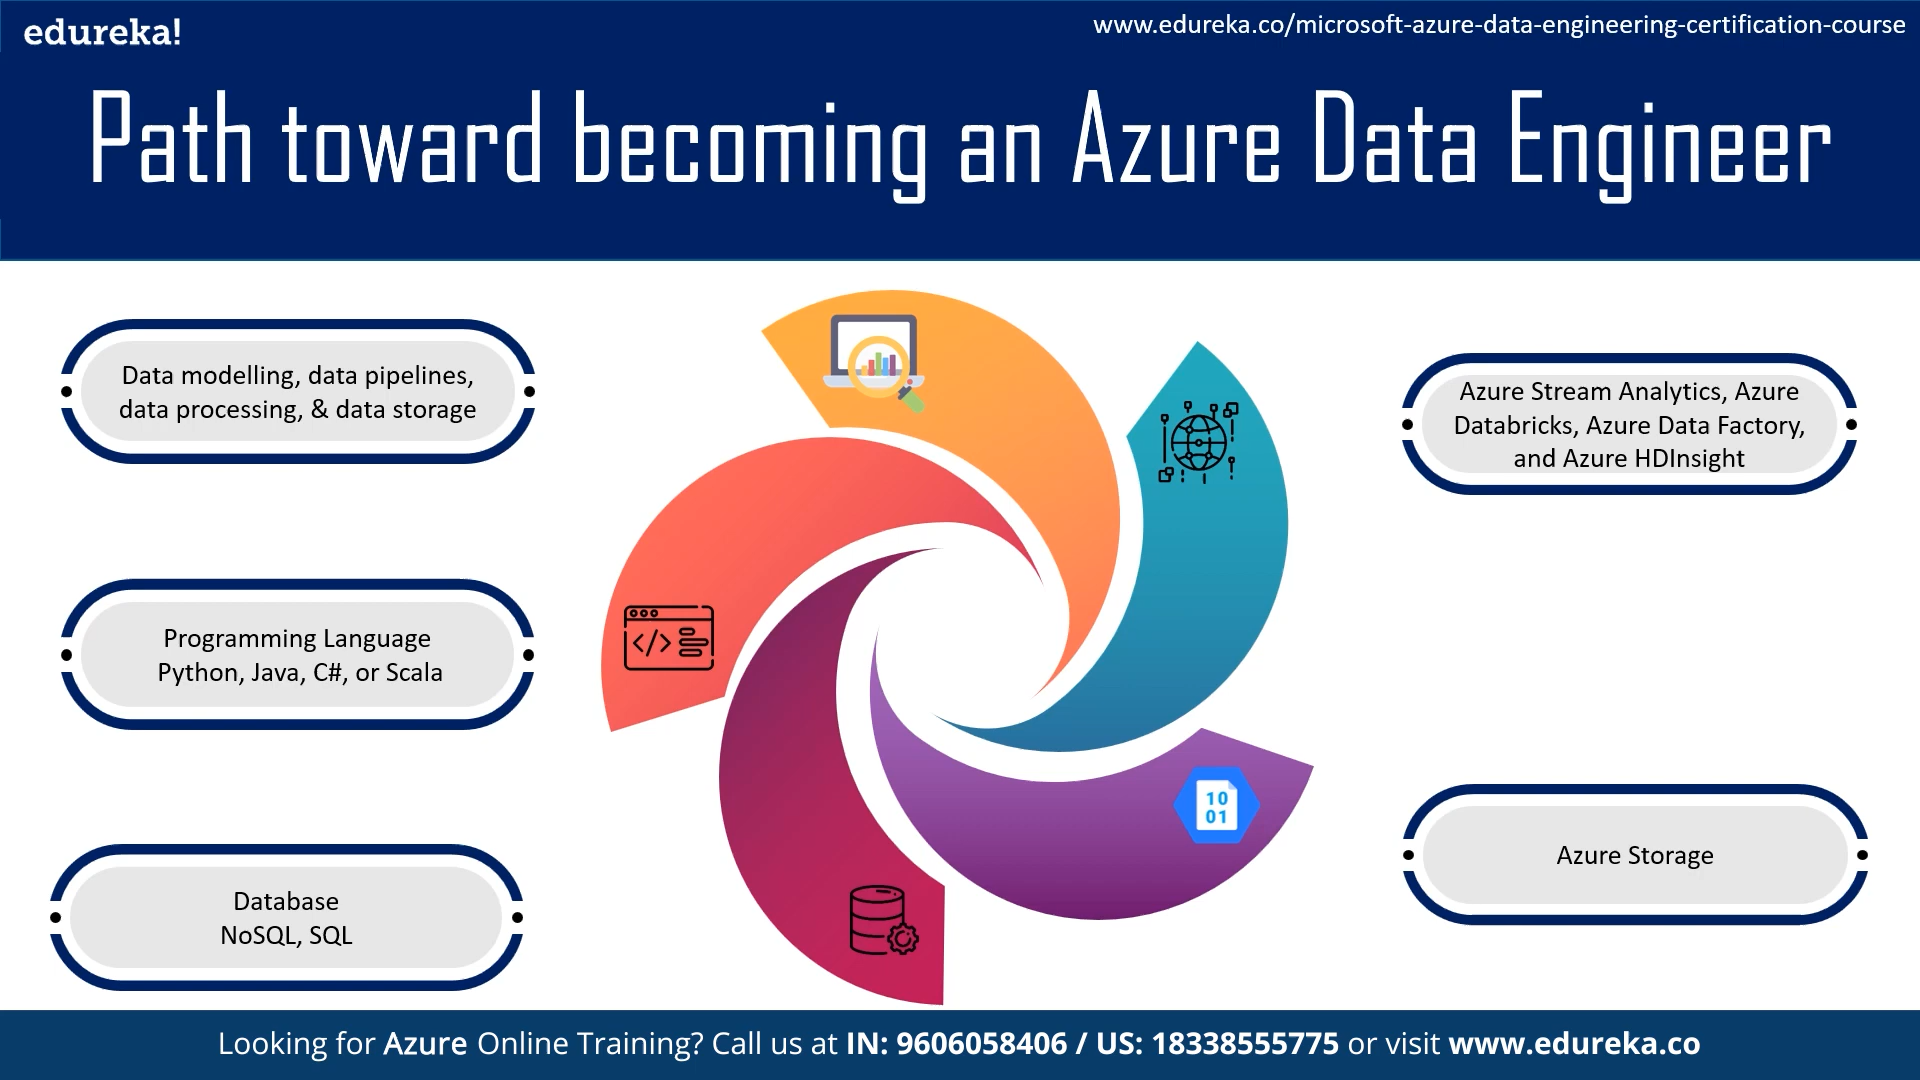 edureka!
www.edureka.co/microsoft-azure-data-engineering-certification-course
Path toward becoming an Azure Data Engineer
Data modelling, data pipelines,
data processing, & data storage
Azure Stream Analytics, Azure
Databricks, Azure Data Factory,
and Azure HDInsight
Programming Language
Python, Java, C#, or Scala
10
01
Azure Storage
Database
NoSQL, SQL
Looking for Azure Online Training? Call us at IN: 9606058406 / US: 18338555775 or visit www.edureka.co